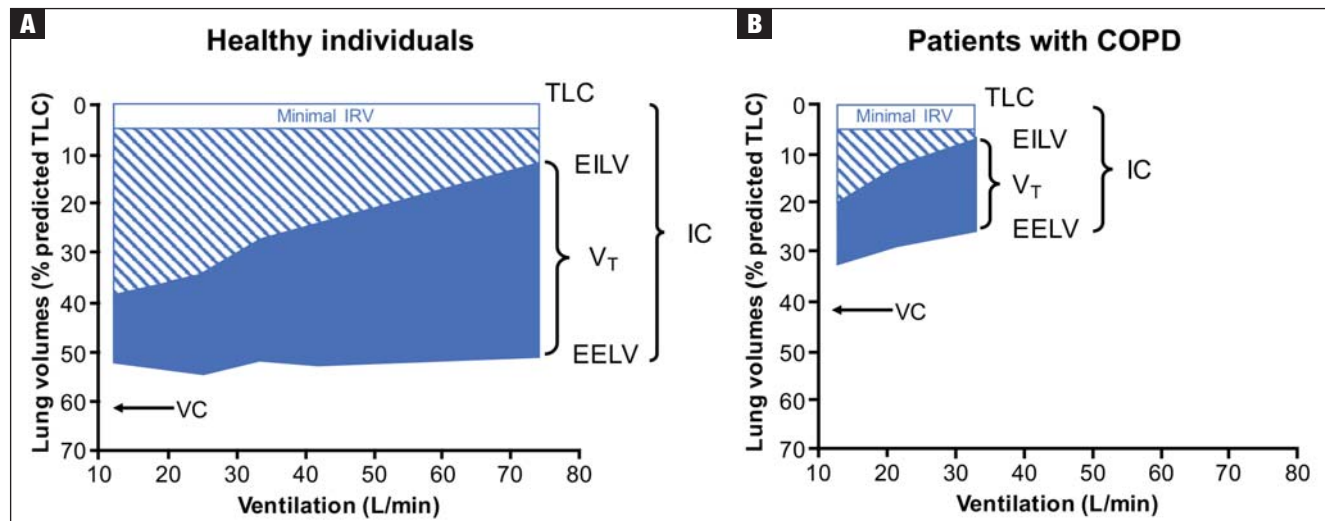 A
Healthy individuals
Lung volumes (% predicted TLC)
0
10
20
30
40
50
60
70
Minimal IRV
TLC
EILV
VT
EELV
IC
VC
10 20 30 40 50 60 70 80
Ventilation (L/min)
B
Patients with COPD
Lung volumes (% predicted TLC)
0
10
20
30
40
50
60
70
Minimal IRV
TLC
EILV
VT
EELV
IC
VC
10 20 30 40 50 60 70 80
Ventilation (L/min)